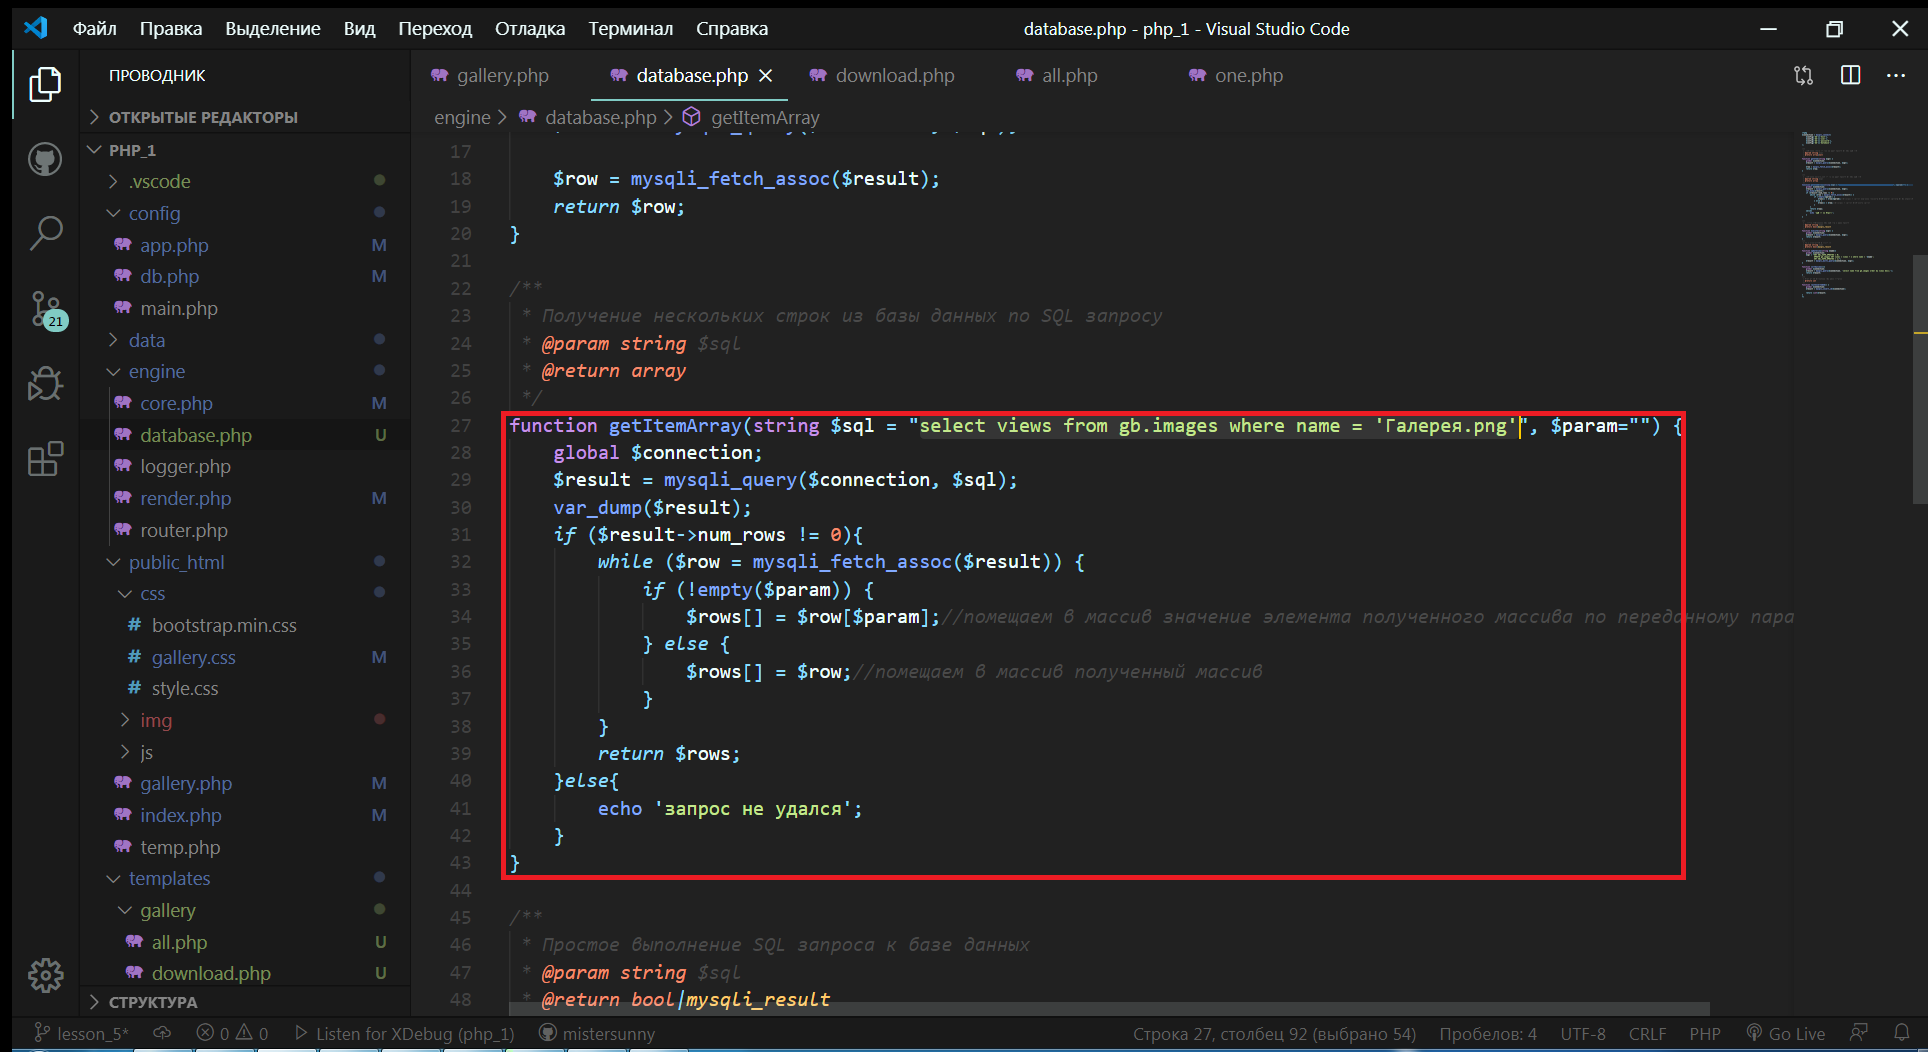 Файл Правка Выделение Вид Переход Отладка Терминал Справка
database.php - php_1 - Visual Studio Code
ПРОВОДНИК
ОТКРЫТЫЕ РЕДАКТОРЫ
PHP_1
.vscode
config
app.php M
db.php M
main.php
data
engine
core.php M
database.php U
logger.php
render.php M
router.php
public_html
css
bootstrap.min.css
gallery.css M
style.css
img
js
gallery.php M
index.php M
temp.php
templates
gallery
all.php U
download.php U
СТРУКТУРА
21
gallery.php database.php download.php all.php one.php
engine > database.php > getItemArray
17
18 $row = mysqli_fetch_assoc($result);
19 return $row;
20 }
21
22 /**
23 * Получение нескольких строк из базы данных по SQL запросу
24 * @param string $sql
25 * @return array
26 */
27 function getItemArray(string $sql = "select views from gb.images where name = 'Галерея.png'", $param="") {
28 global $connection;
29 $result = mysqli_query($connection, $sql);
30 var_dump($result);
31 if ($result->num_rows != 0){
32 while ($row = mysqli_fetch_assoc($result)) {
33 if (!empty($param)) {
34 $rows[] = $row[$param];//помещаем в массив значение элемента полученного массива по переданному пара
35 } else {
36 $rows[] = $row;//помещаем в массив полученный массив
37 }
38 }
39 return $rows;
40 }else{
41 echo 'запрос не удался';
42 }
43 }
44
45 /**
46 * Простое выполнение SQL запроса к базе данных
47 * @param string $sql
48 * @return bool|mysqli_result
lesson_5* 0 0 Listen for XDebug (php_1) mistersunny
Строка 27, столбец 92 (выбрано 54) Пробелов: 4 UTF-8 CRLF PHP Go Live